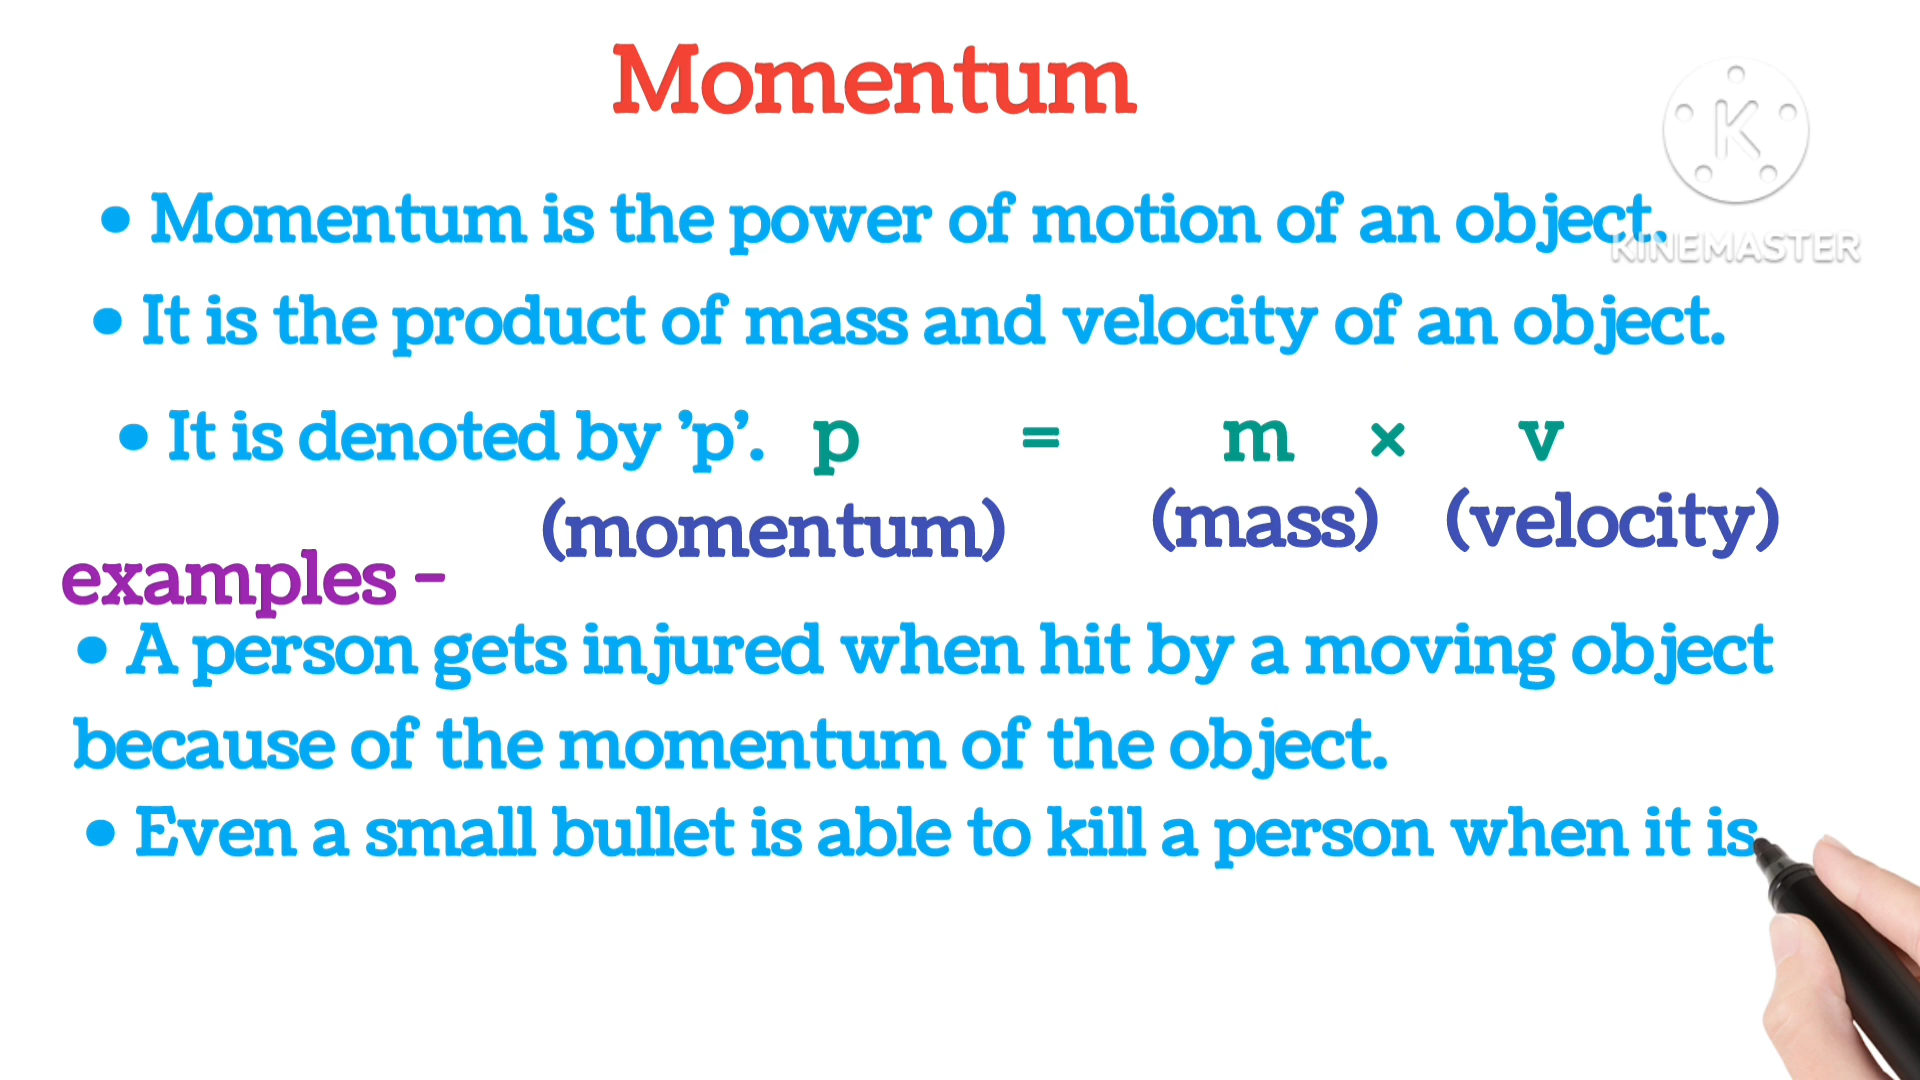 Momentum
K
KINEMASTER
• Momentum is the power of motion of an object.
• It is the product of mass and velocity of an object.
• It is denoted by 'p'. p = m × v
(momentum) (mass) (velocity)
examples -
• A person gets injured when hit by a moving object
because of the momentum of the object.
• Even a small bullet is able to kill a person when it is